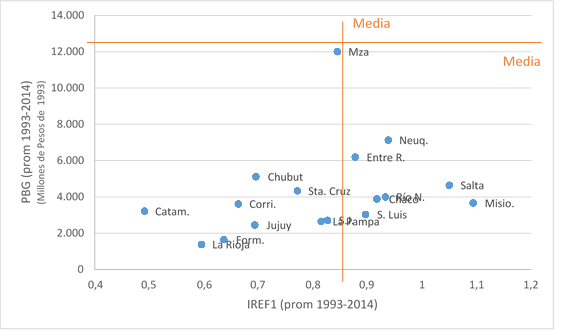 Media
14.000
Media
12.000
Mza
10.000
8.000
Neuq.
Entre R.
6.000
Chubut
Salta
Sta. Cruz
4.000
Río N.
Chaco
Misio.
Corri.
Catam.
S. Luis
S.J.
La Pampa
Jujuy
2.000
Form.
La Rioja
0
0,4 0,5 0,6 0,7 0,8 0,9 1 1,1 1,2
IREF1 (prom 1993-2014)
PBG (prom 1993-2014)
(Millones de Pesos de 1993)